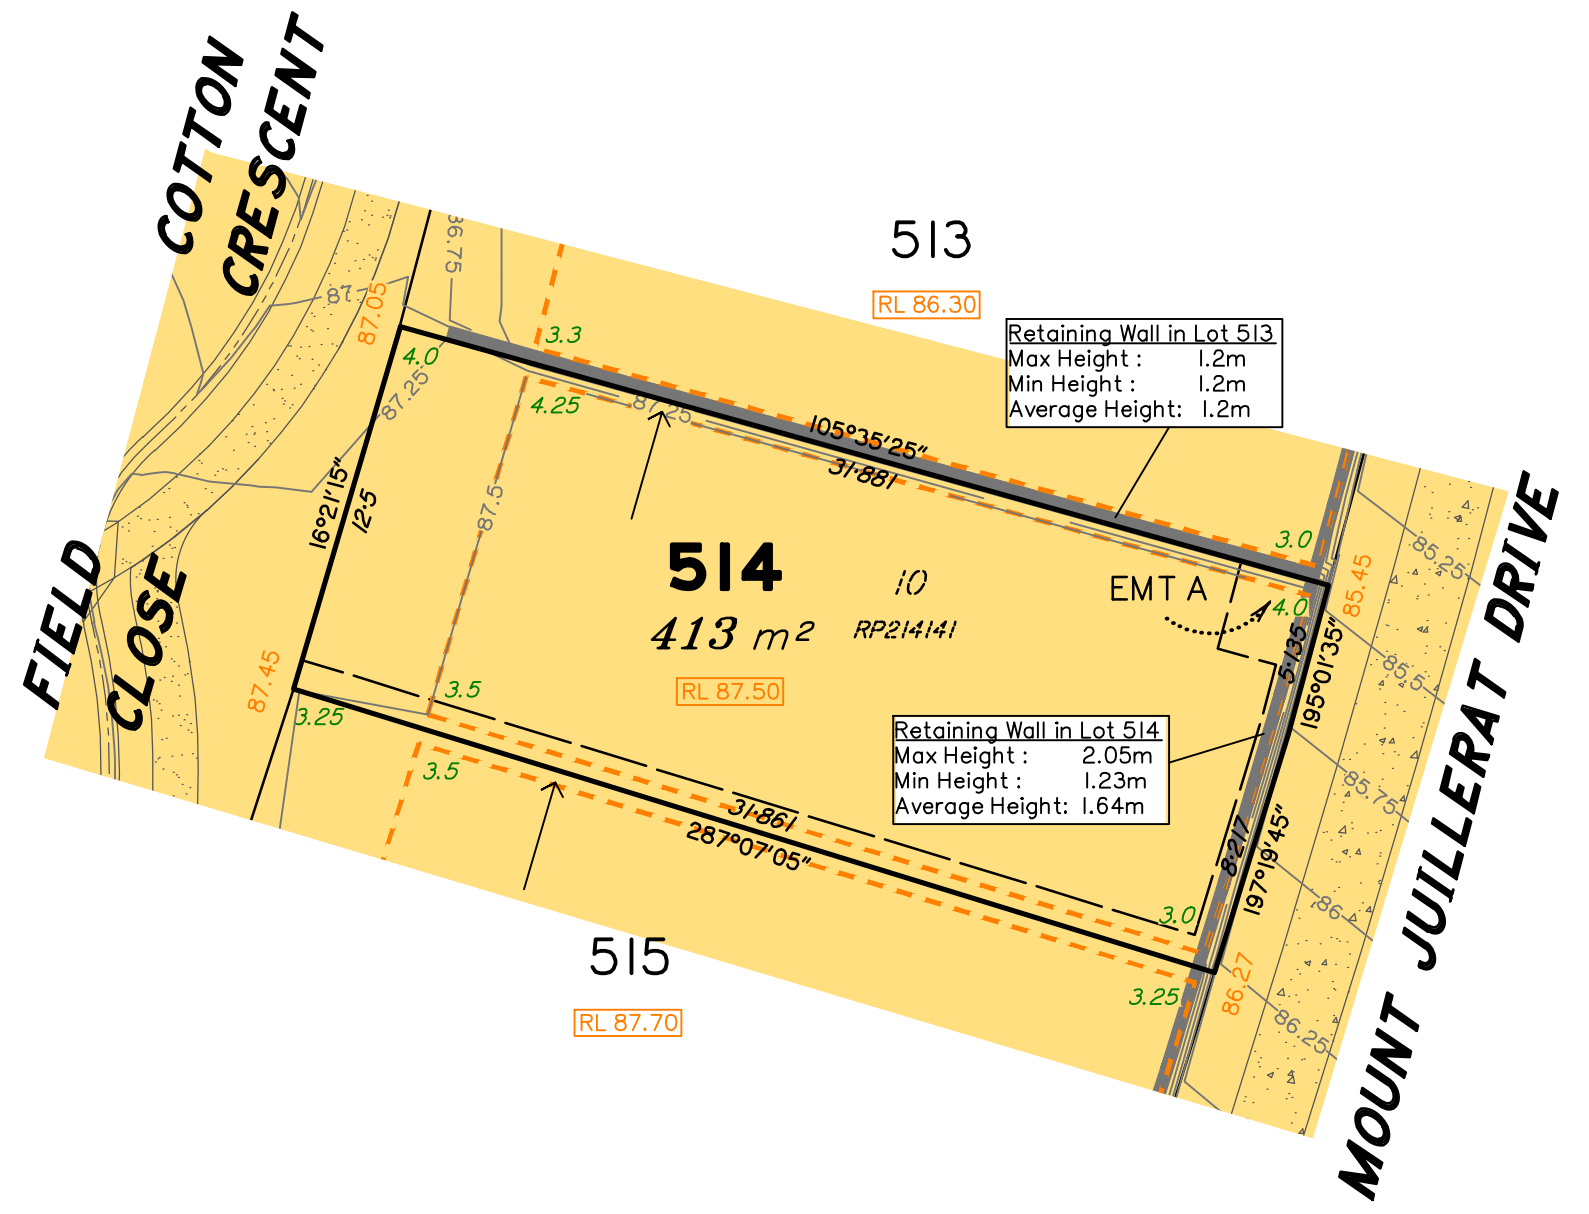 COTTON
CRESCENT
513
RL 86.30
86.75
87
87.05
3.3
4.0
87.25
4.25
87.25
Retaining Wall in Lot 513
Max Height : 1.2m
Min Height : 1.2m
Average Height: 1.2m
105°35'25"
31·881
16°21'15"
12·5
87.5
3.0
85.25
85.45
514
10
EMT A
4.0
413 m²
RP214141
5·135
195°01'35"
85.5
FIELD
CLOSE
87.45
3.5
RL 87.50
3.25
Retaining Wall in Lot 514
Max Height : 2.05m
Min Height : 1.23m
Average Height: 1.64m
85.75
3.5
31·861
287°07'05"
8·217
197°19'45"
86
3.0
515
3.25
86.27
86.25
RL 87.70
MOUNT JUILLERAT DRIVE